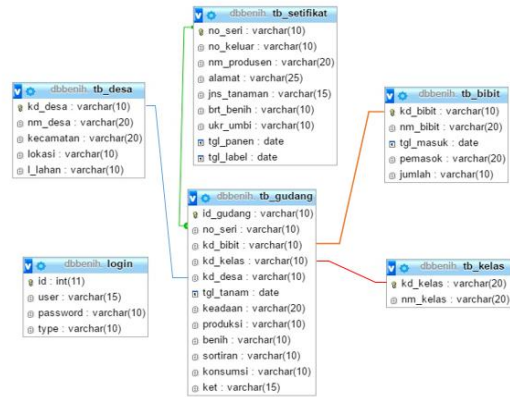 dbbenih.tb_setifikat
no_seri : varchar(10)
no_keluar : varchar(10)
nm_produsen : varchar(20)
alamat : varchar(25)
jns_tanaman : varchar(15)
brt_benih : varchar(10)
ukr_umbi : varchar(10)
tgl_panen : date
tgl_label : date
dbbenih.tb_desa
kd_desa : varchar(10)
nm_desa : varchar(20)
kecamatan : varchar(20)
lokasi : varchar(10)
l_lahan : varchar(10)
dbbenih.tb_bibit
kd_bibit : varchar(10)
nm_bibit : varchar(20)
tgl_masuk : date
pemasok : varchar(20)
jumlah : varchar(10)
dbbenih.tb_gudang
id_gudang : varchar(10)
no_seri : varchar(10)
kd_bibit : varchar(10)
kd_kelas : varchar(10)
kd_desa : varchar(10)
tgl_tanam : date
keadaan : varchar(20)
produksi : varchar(10)
benih : varchar(10)
sortiran : varchar(10)
konsumsi : varchar(10)
ket : varchar(15)
dbbenih.login
id : int(11)
user : varchar(15)
password : varchar(10)
type : varchar(10)
dbbenih.tb_kelas
kd_kelas : varchar(20)
nm_kelas : varchar(20)